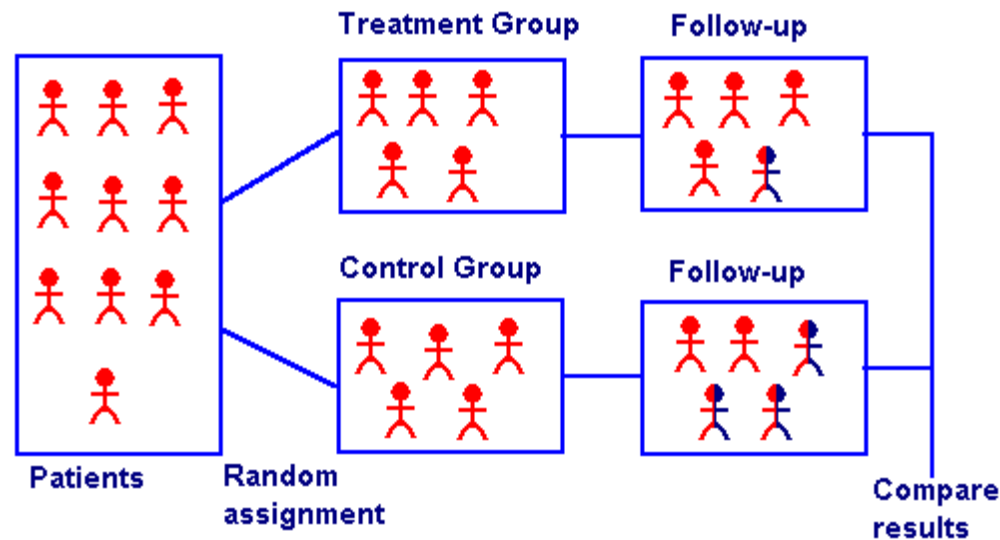 Treatment Group
Follow-up
Control Group
Follow-up
Patients
Random
assignment
Compare
results